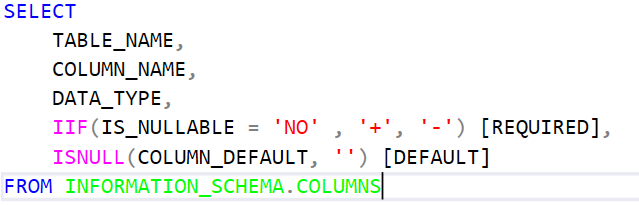 SELECT
TABLE_NAME,
COLUMN_NAME,
DATA_TYPE,
IIF(IS_NULLABLE = 'NO' , '+', '-') [REQUIRED],
ISNULL(COLUMN_DEFAULT, '') [DEFAULT]
FROM INFORMATION_SCHEMA.COLUMNS